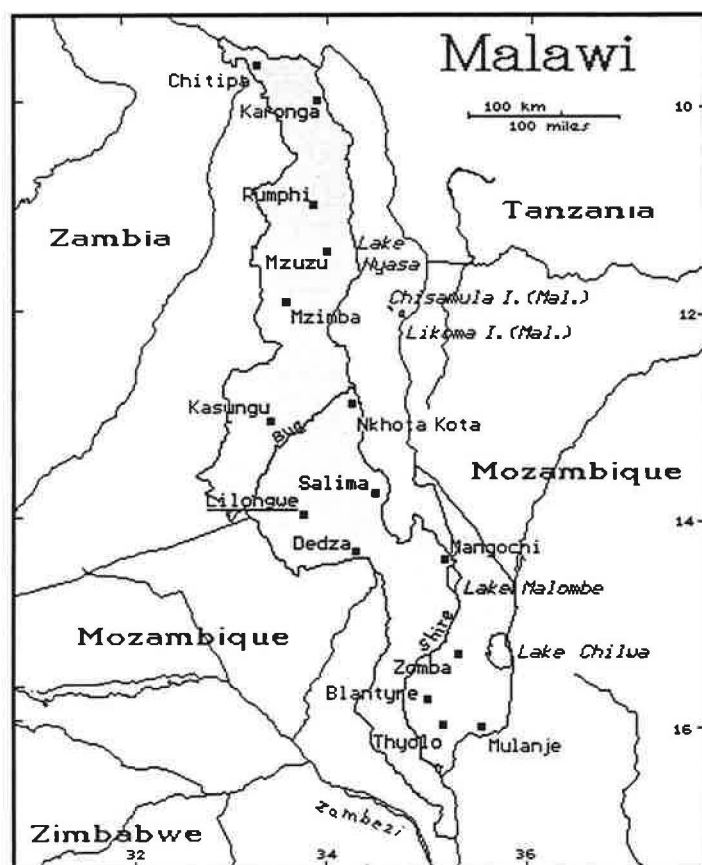 Malawi
Chitipa
Karonga
100 km
100 miles
10
Rumphi
Tanzania
Zambia
Lake
Nyasa
Mzuzu
Chisamula I. (Mal.)
12
Mzimba
Likoma I. (Mal.)
Kasungu
Bua
Nkhota Kota
Mozambique
Salima
Lilongwe
14
Dedza
Mangochi
Lake Malombe
Mozambique
Shire
Lake Chilwa
Zomba
Blantyre
Thyolo
Mulanje
16
Zambezi
Zimbabwe
32
34
36